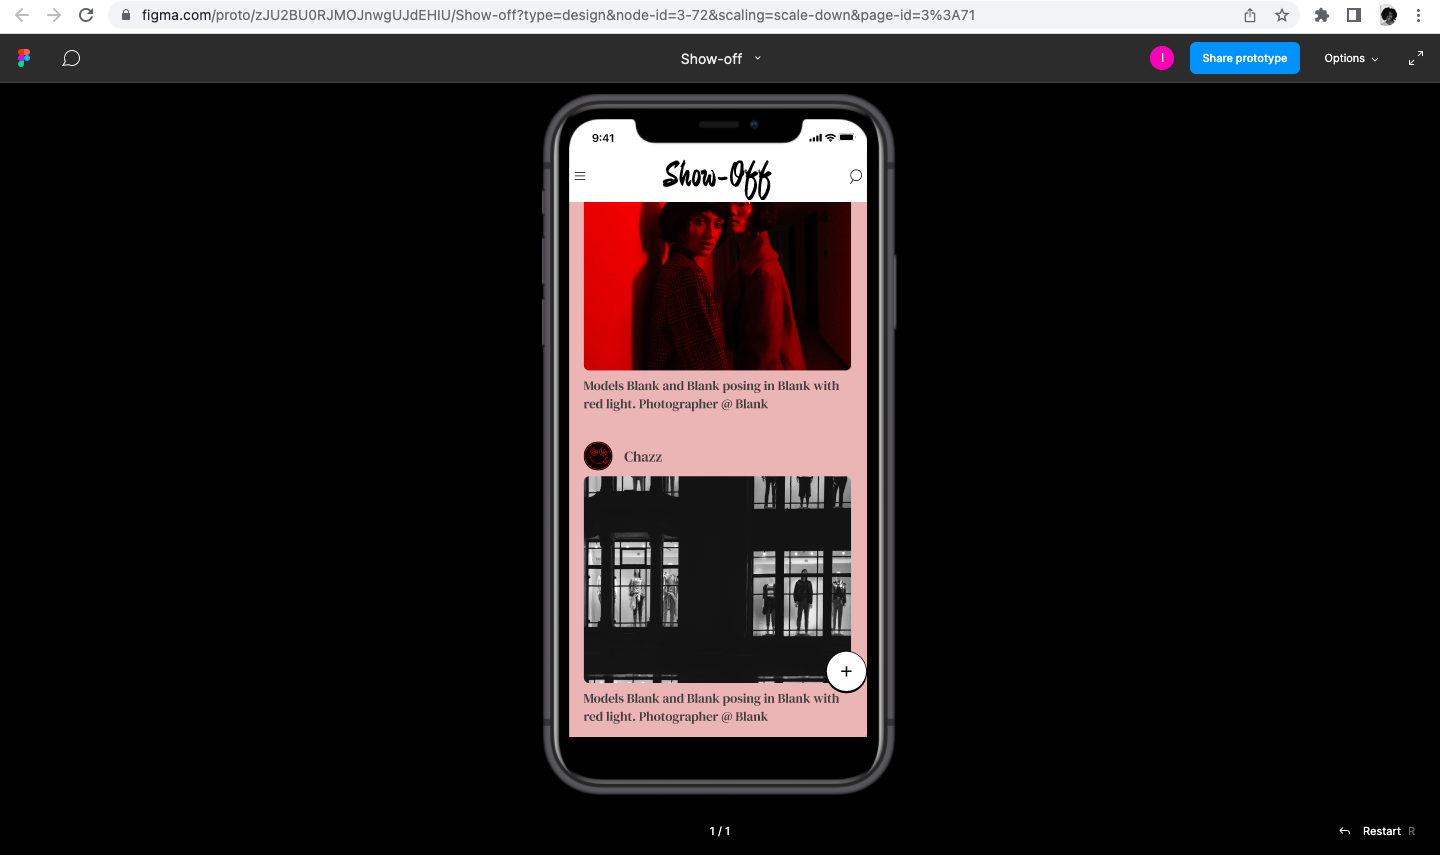 figma.com/proto/zJU2BU0RJMOJnwgUJdEHIU/Show-off?type=design&node-id=3-72&scaling=scale-down&page-id=3%3A71
Show-off
I
Share prototype
Options
9:41
Show-Off
Models Blank and Blank posing in Blank with
red light. Photographer @ Blank
Chazz
+
Models Blank and Blank posing in Blank with
red light. Photographer @ Blank
1 / 1
Restart R